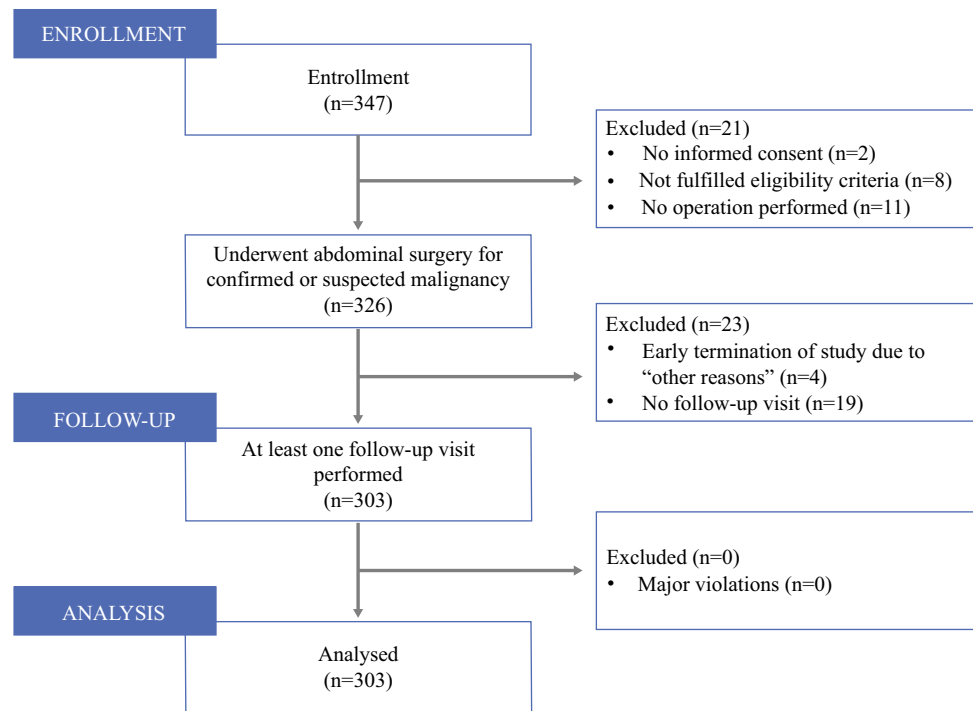 ENROLLMENT
Entrollment
(n=347)
Excluded (n=21)
• No informed consent (n=2)
• Not fulfilled eligibility criteria (n=8)
• No operation performed (n=11)
Underwent abdominal surgery for
confirmed or suspected malignancy
(n=326)
Excluded (n=23)
• Early termination of study due to
“other reasons” (n=4)
• No follow-up visit (n=19)
FOLLOW-UP
At least one follow-up visit
performed
(n=303)
Excluded (n=0)
• Major violations (n=0)
ANALYSIS
Analysed
(n=303)